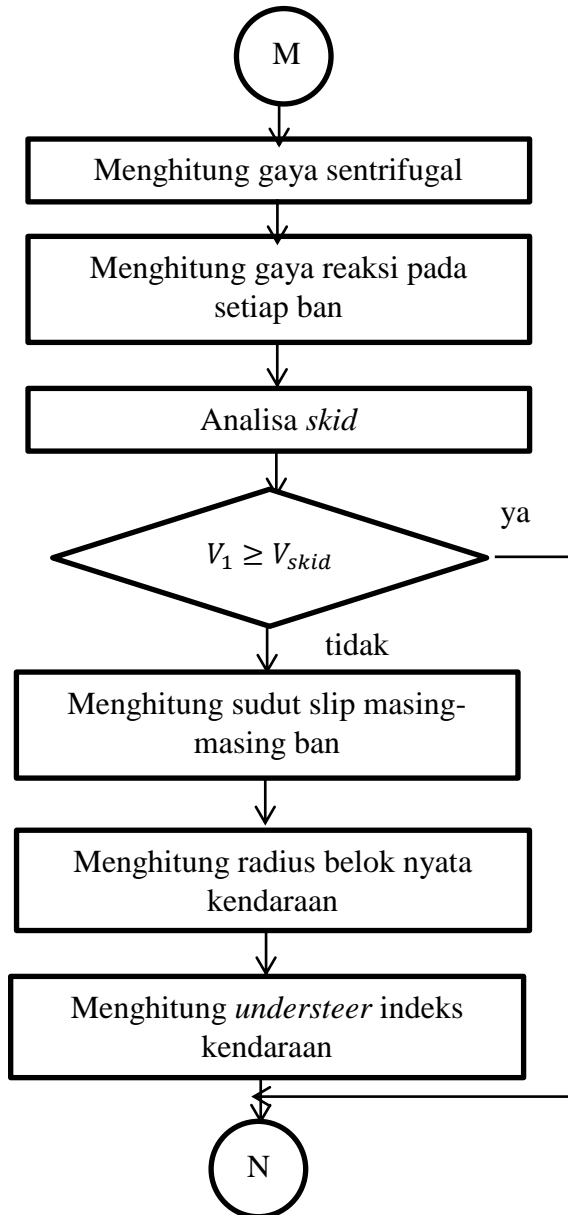 M
Menghitung gaya sentrifugal
Menghitung gaya reaksi pada
setiap ban
Analisa skid
ya
V₁ ≥ Vskid
tidak
Menghitung sudut slip masing-
masing ban
Menghitung radius belok nyata
kendaraan
Menghitung understeer indeks
kendaraan
N